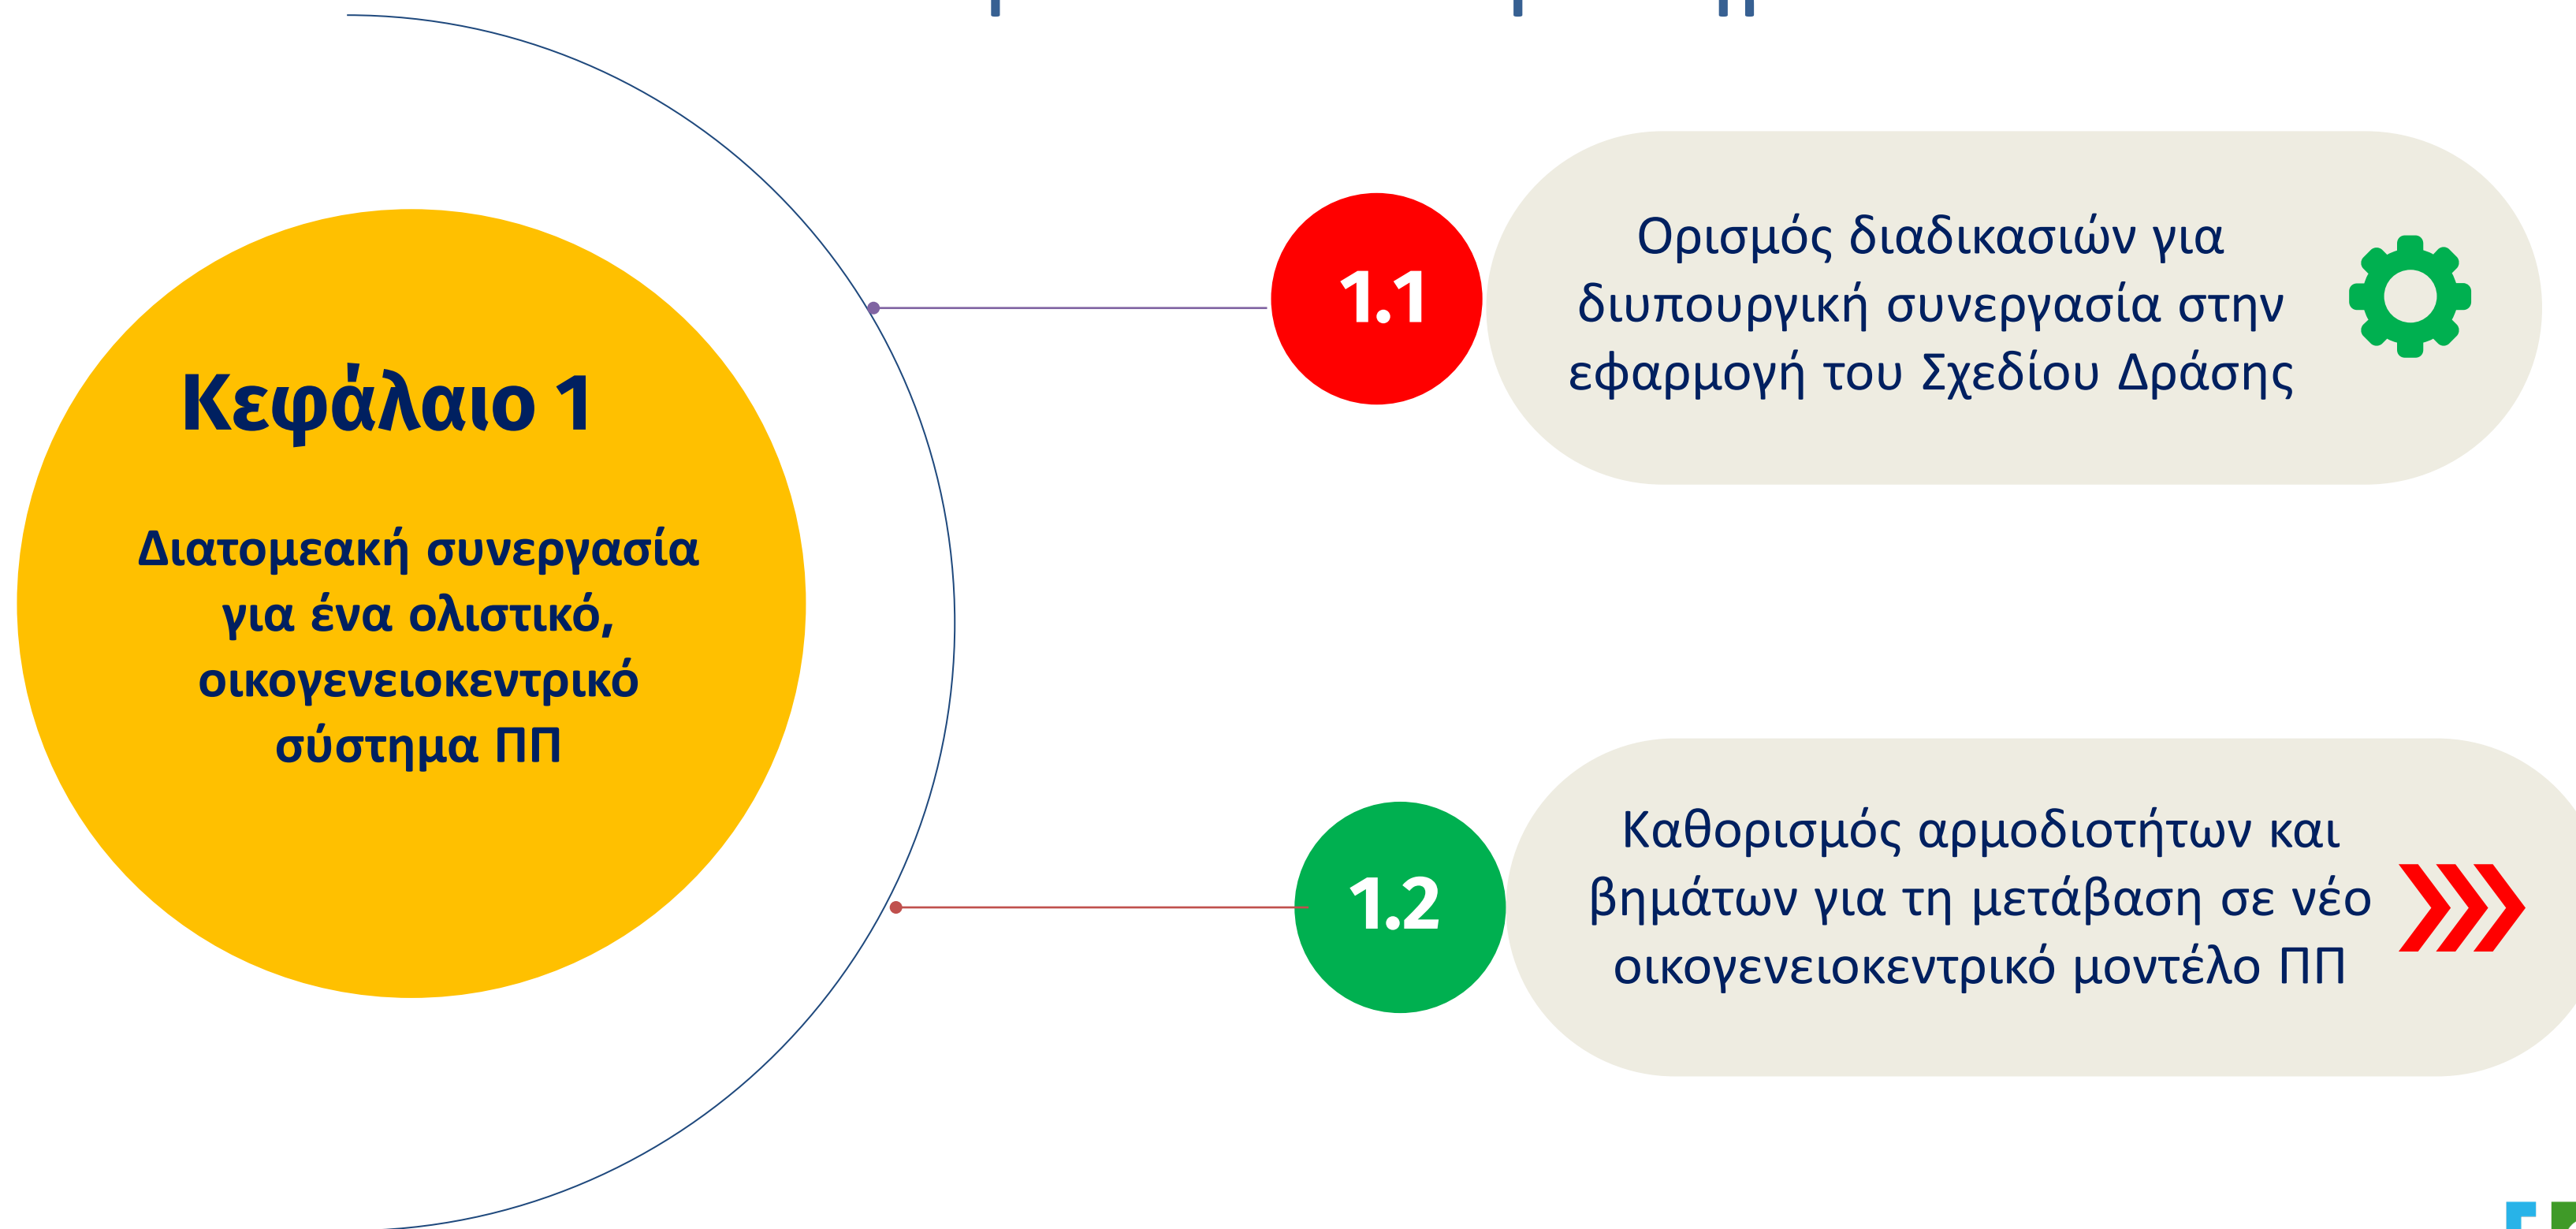 Κεφάλαιο 1
Διατομεακή συνεργασία
για ένα ολιστικό,
οικογενειοκεντρικό
σύστημα ΠΠ
1.1
Ορισμός διαδικασιών για
διυπουργική συνεργασία στην
εφαρμογή του Σχεδίου Δράσης
1.2
Καθορισμός αρμοδιοτήτων και
βημάτων για τη μετάβαση σε νέο
οικογενειοκεντρικό μοντέλο ΠΠ